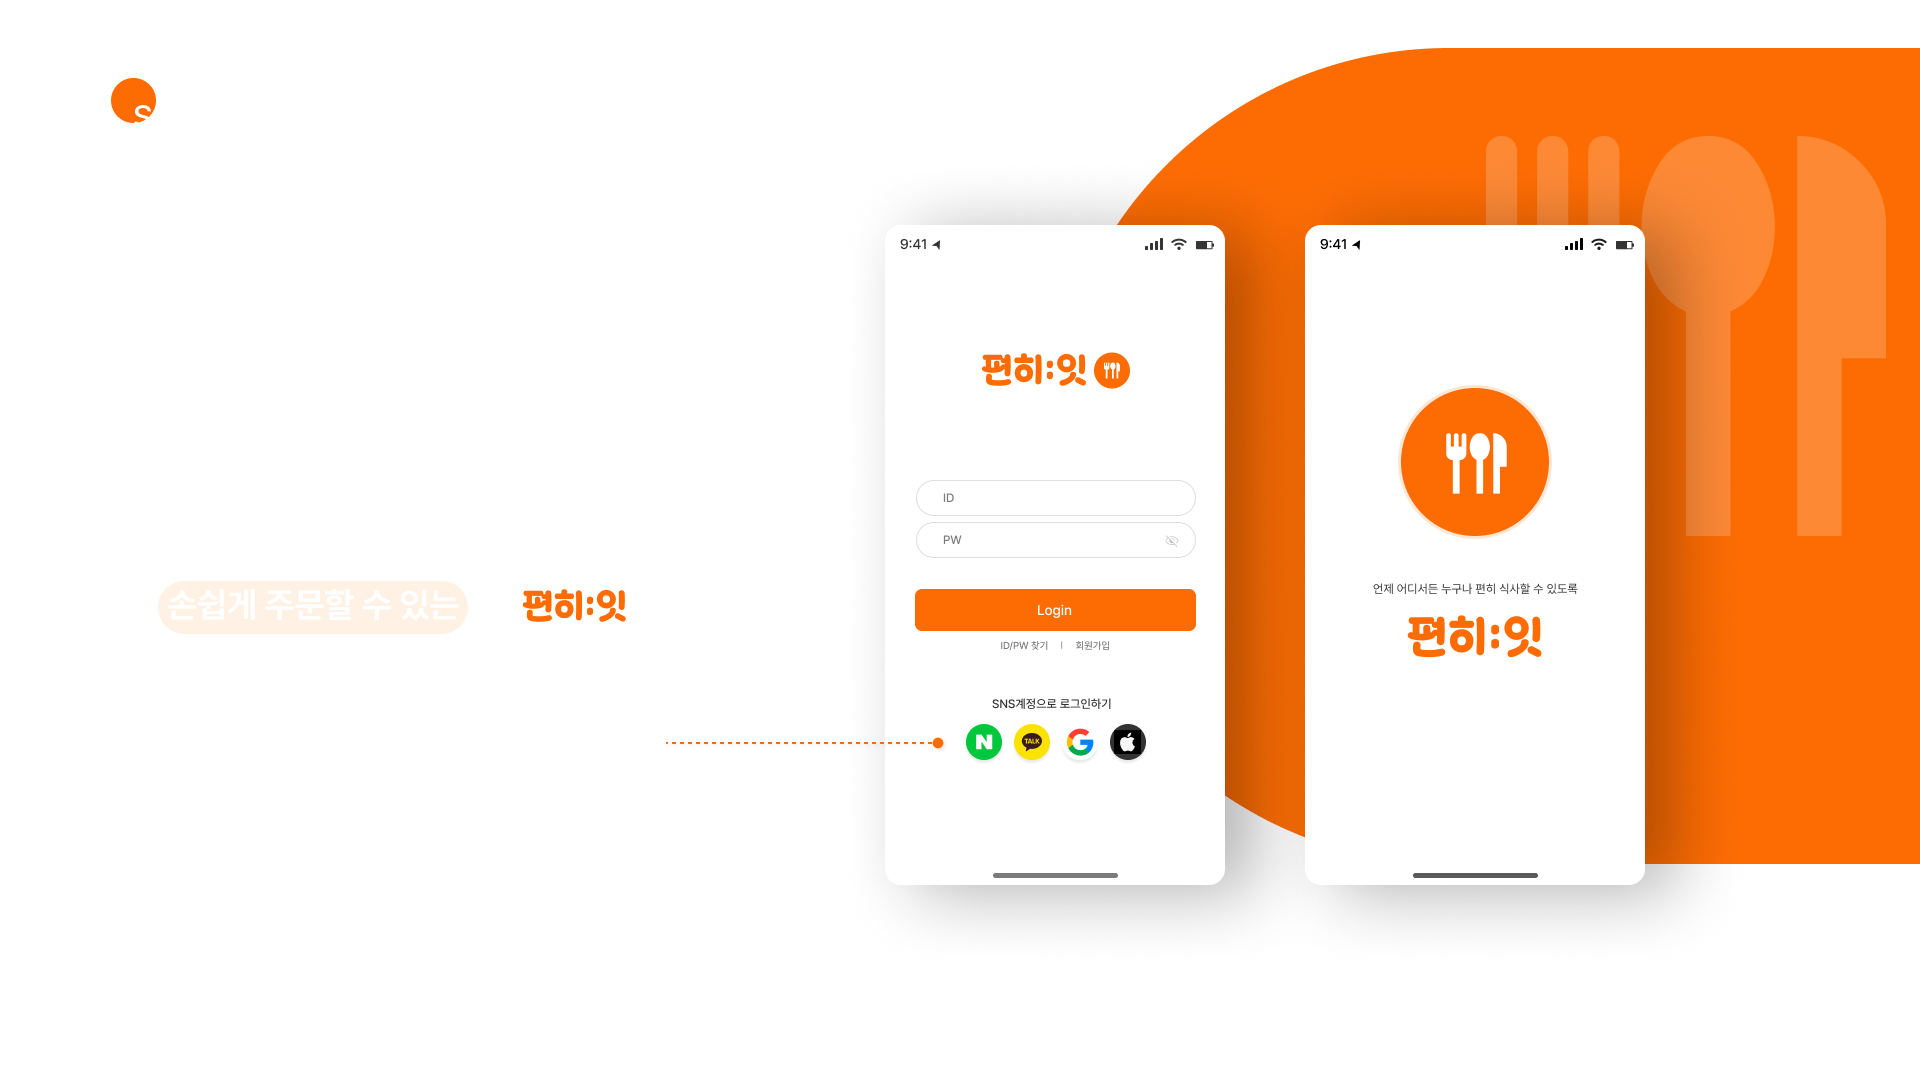 S
손쉽게 주문할 수 있는 편히:잇
9:41
편히:잇
ID
PW
Login
ID/PW 찾기 | 회원가입
SNS계정으로 로그인하기
N TALK G
9:41
언제 어디서든 누구나 편히 식사할 수 있도록
편히:잇